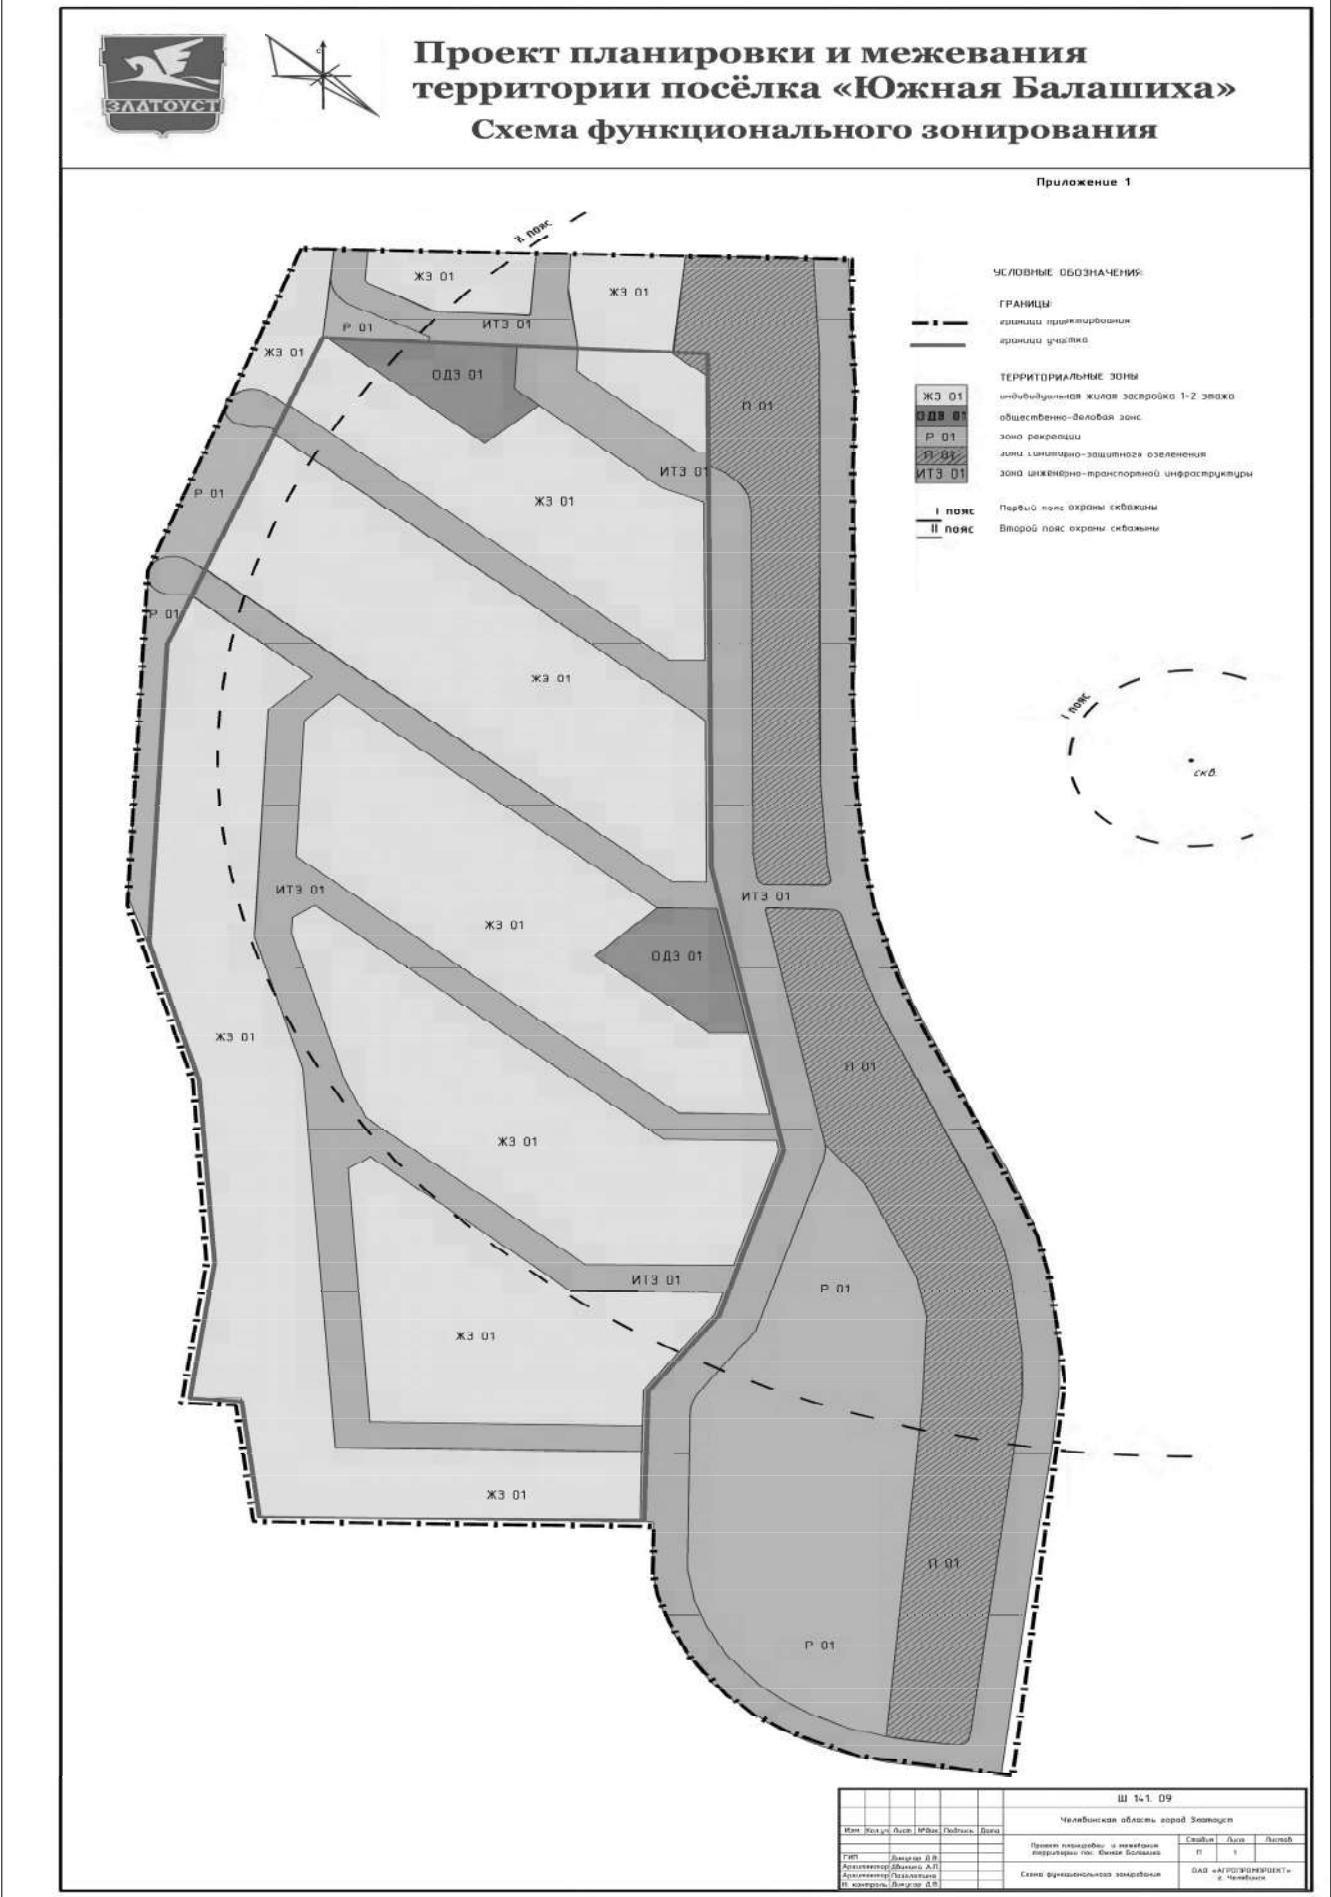 ЗЛАТОУСТ
Проект планировки и межевания
территории посёлка «Южная Балашиха»
Схема функционального зонирования
Приложение 1
УСЛОВНЫЕ ОБОЗНАЧЕНИЯ:
ГРАНИЦЫ:
граница проектирования
граница участка
ТЕРРИТОРИАЛЬНЫЕ ЗОНЫ
ЖЗ 01 индивидуальная жилая застройка 1-2 этажа
ОДЗ 01 общественно-деловая зона
Р 01 зона рекреации
П 01 зона санитарно-защитного озеленения
ИТЗ 01 зона инженерно-транспортной инфраструктуры
I пояс Первый пояс охраны скважины
II пояс Второй пояс охраны скважины
II пояс
ЖЗ 01
ЖЗ 01
Р 01
ИТЗ 01
ЖЗ 01
ОДЗ 01
П 01
ИТЗ 01
Р 01
ЖЗ 01
Р 01
ЖЗ 01
I пояс
скв.
ИТЗ 01
ИТЗ 01
ЖЗ 01
ОДЗ 01
ЖЗ 01
П 01
ЖЗ 01
ИТЗ 01
Р 01
ЖЗ 01
ЖЗ 01
П 01
Р 01
Ш 141. 09
Челябинская область город Златоуст
Изм. Кол.уч Лист №док. Подпись Дата
Проект планировки и межевания
территории пос. Южная Балашиха
Стадия Лист Листов
П 1
ГИП
Архитектор
Архитектор
Н. контроль
Схема функционального зонирования
ОАО «АГРОПРОМПРОЕКТ»
г. Челябинск